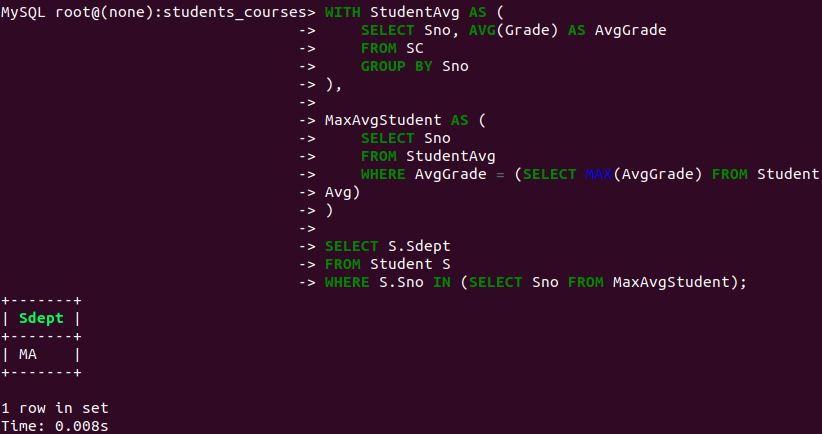 MySQL root@(none):students_courses> WITH StudentAvg AS (
-> SELECT Sno, AVG(Grade) AS AvgGrade
-> FROM SC
-> GROUP BY Sno
-> ),
->
-> MaxAvgStudent AS (
-> SELECT Sno
-> FROM StudentAvg
-> WHERE AvgGrade = (SELECT MAX(AvgGrade) FROM Student
-> Avg)
-> )
->
-> SELECT S.Sdept
-> FROM Student S
-> WHERE S.Sno IN (SELECT Sno FROM MaxAvgStudent);
+-------+
| Sdept |
+-------+
| MA    |
+-------+
1 row in set
Time: 0.008s